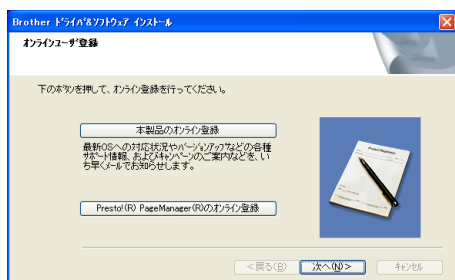 Brother ドライバ&ソフトウェア インストール
オンラインユーザ登録
下のボタンを押して、オンライン登録を行ってください。
本製品のオンライン登録
最新OSへの対応状況やバージョンアップなどの各種
サポート情報、およびキャンペーンのご案内などを、い
ち早くメールでお知らせします。
Presto!(R) PageManager(R)のオンライン登録
<戻る(B)
次へ(N)>
キャンセル